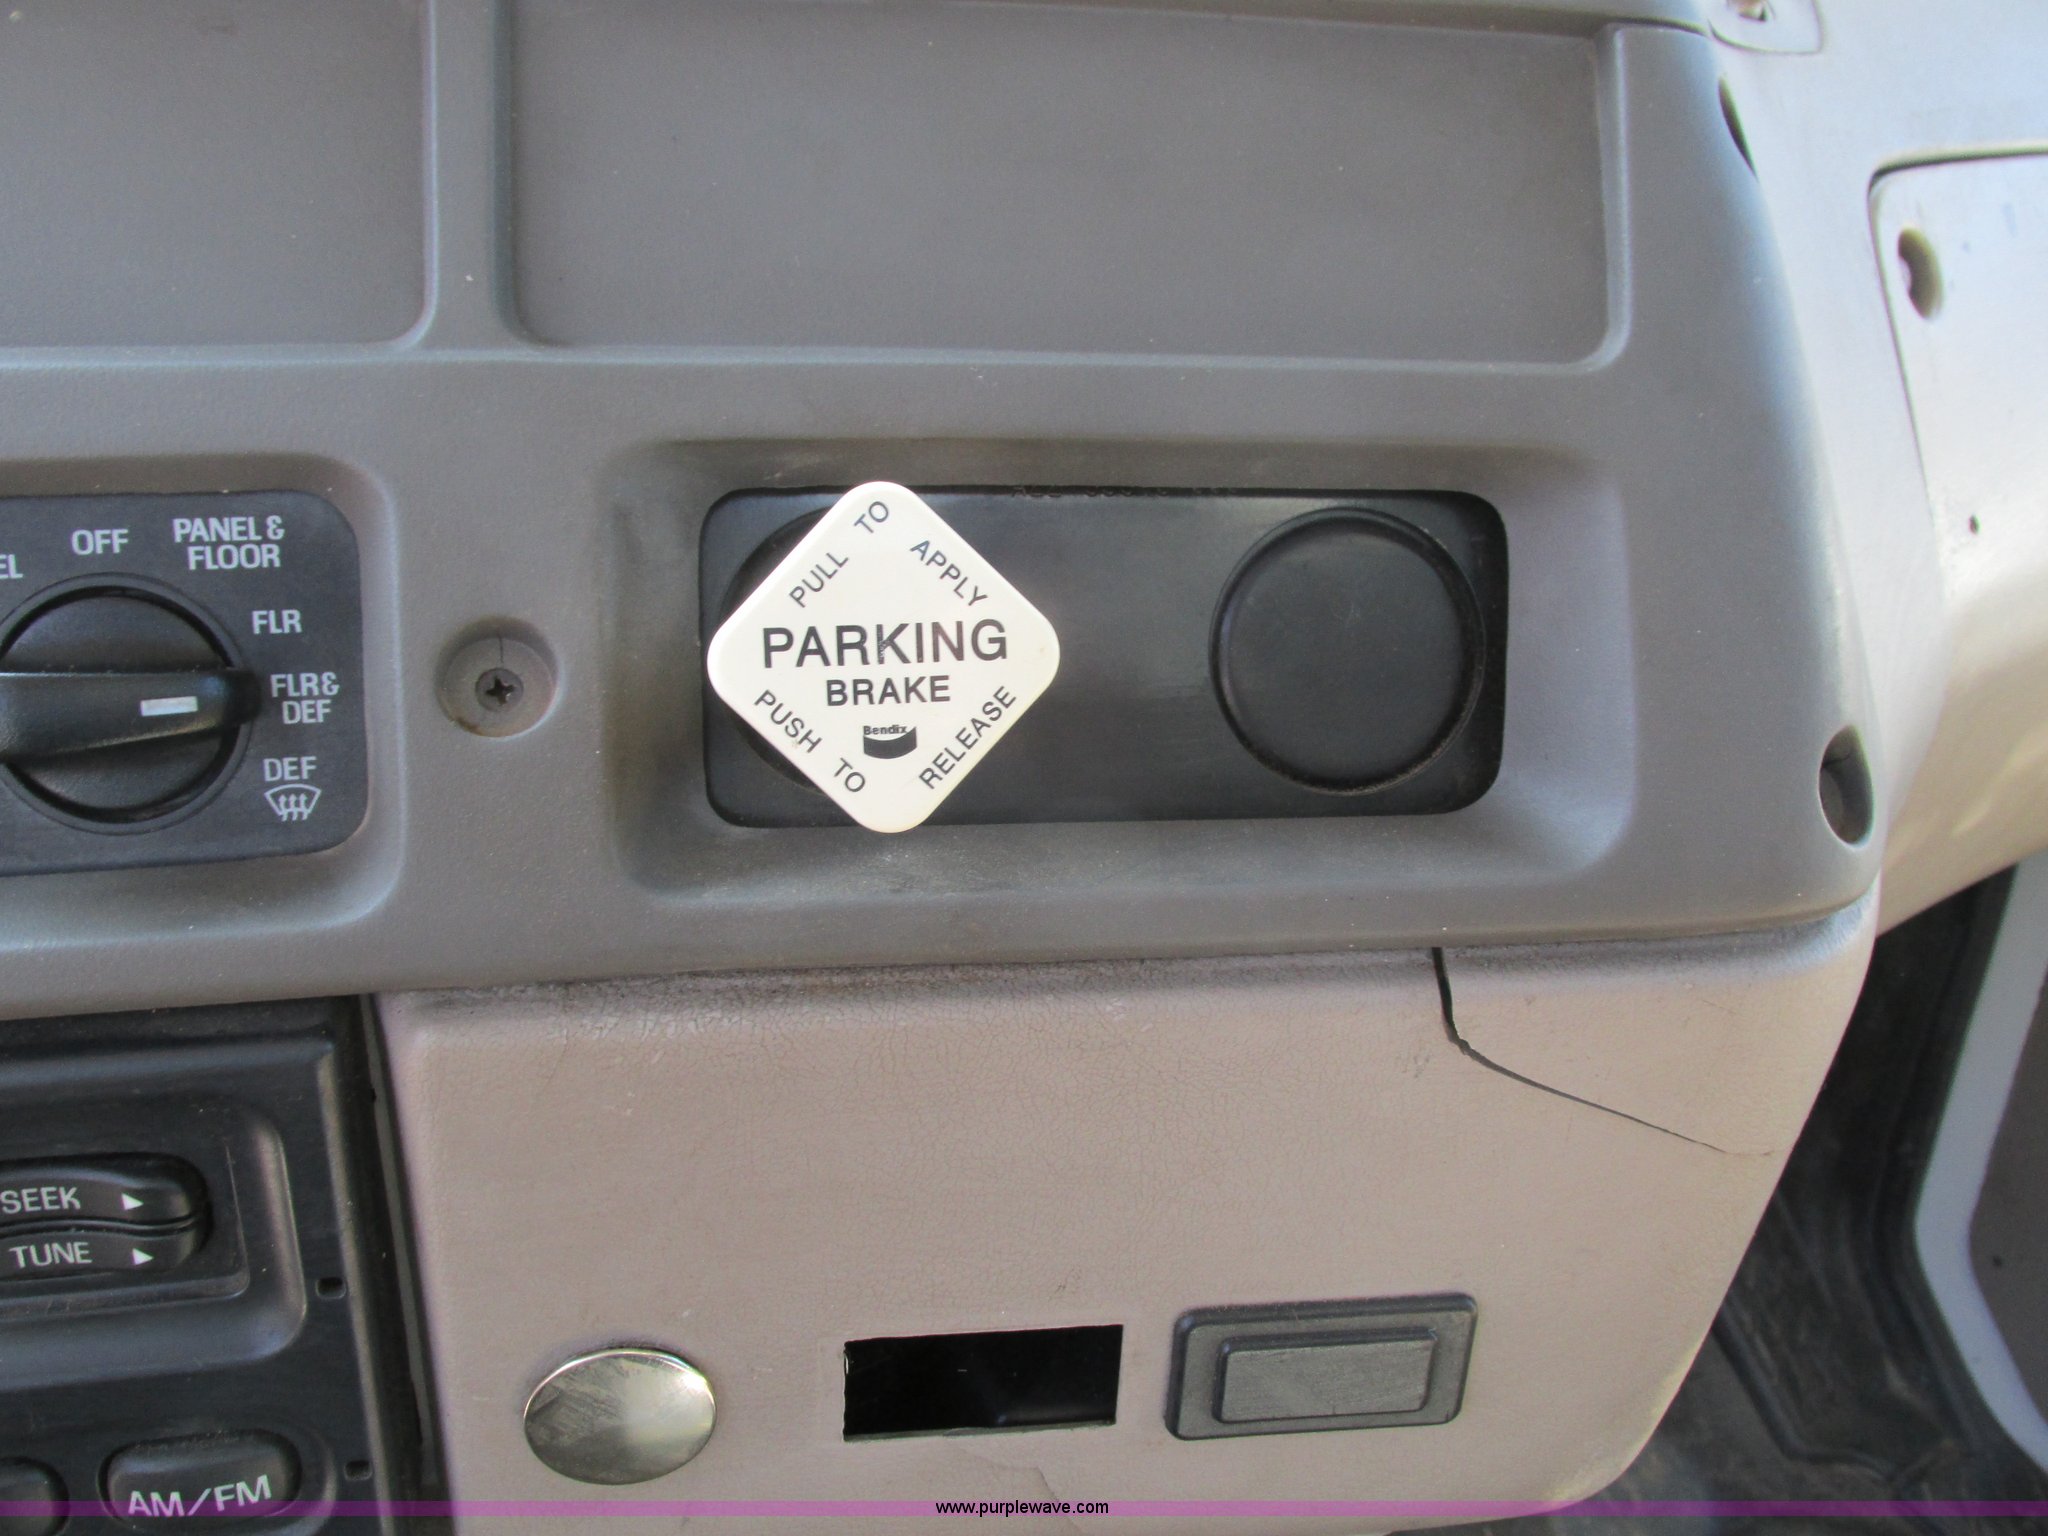 OFF
PANEL &
FLOOR
EL
FLR
FLR &
DEF
DEF
PULL TO APPLY
PARKING
BRAKE
Bendix
PUSH TO RELEASE
SEEK
TUNE
AM/FM
www.purplewave.com